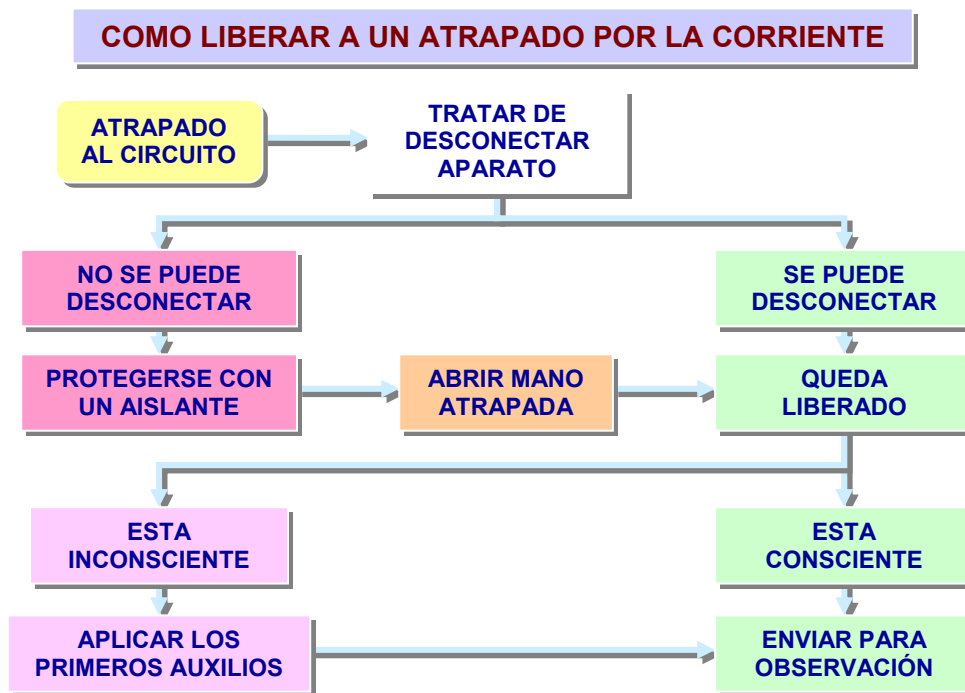 COMO LIBERAR A UN ATRAPADO POR LA CORRIENTE
ATRAPADO
AL CIRCUITO
TRATAR DE
DESCONECTAR
APARATO
NO SE PUEDE
DESCONECTAR
SE PUEDE
DESCONECTAR
PROTEGERSE CON
UN AISLANTE
ABRIR MANO
ATRAPADA
QUEDA
LIBERADO
ESTA
INCONSCIENTE
ESTA
CONSCIENTE
APLICAR LOS
PRIMEROS AUXILIOS
ENVIAR PARA
OBSERVACIÓN